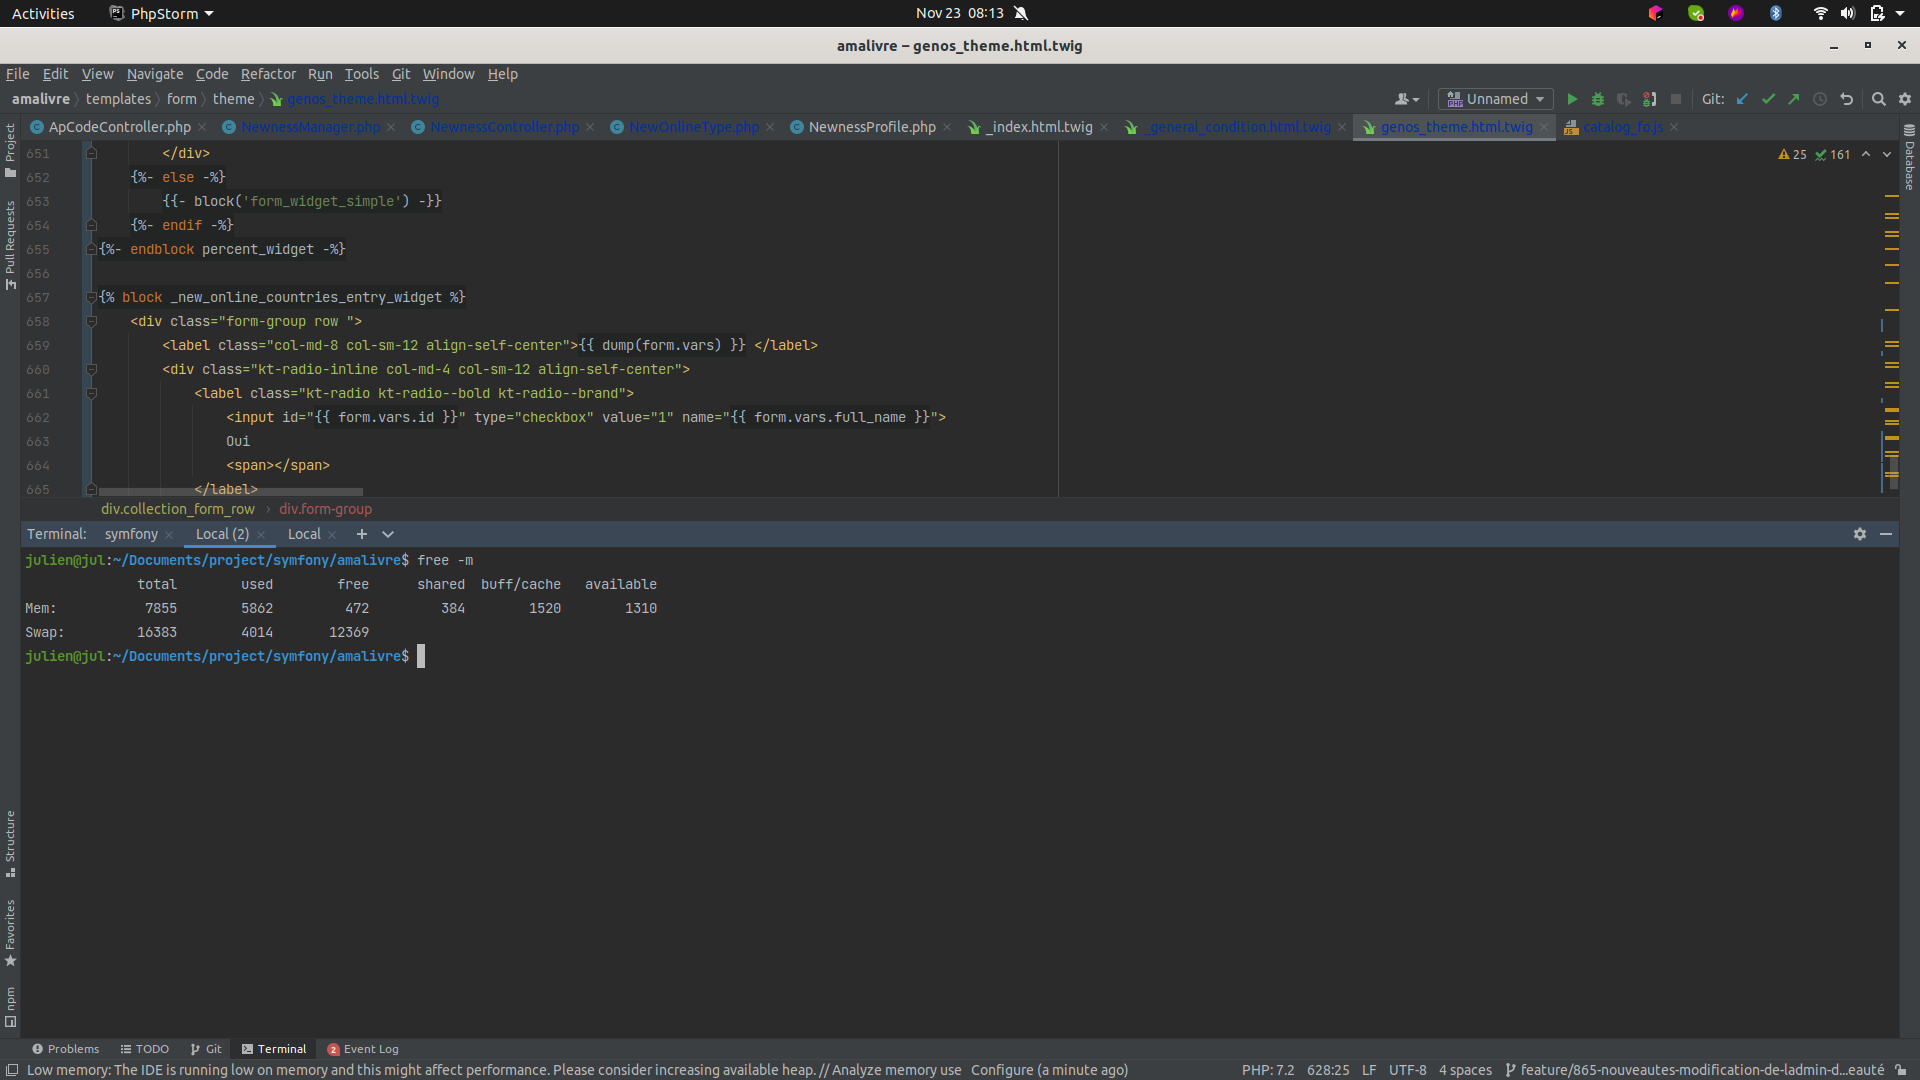 Activities PhpStorm Nov 23 08:13
amalivre – genos_theme.html.twig
File Edit View Navigate Code Refactor Run Tools Git Window Help
amalivre templates form theme genos_theme.html.twig Unnamed Git:
ApCodeController.php NewnessManager.php NewnessController.php NewOnlineType.php NewnessProfile.php _index.html.twig _general_condition.html.twig genos_theme.html.twig catalog_fo.js
Project
Pull Requests
Structure
Favorites
npm
Database
25 161
651 </div>
652 {%- else -%}
653 {{- block('form_widget_simple') -}}
654 {%- endif -%}
655 {%- endblock percent_widget -%}
656
657 {% block _new_online_countries_entry_widget %}
658 <div class="form-group row ">
659 <label class="col-md-8 col-sm-12 align-self-center">{{ dump(form.vars) }} </label>
660 <div class="kt-radio-inline col-md-4 col-sm-12 align-self-center">
661 <label class="kt-radio kt-radio--bold kt-radio--brand">
662 <input id="{{ form.vars.id }}" type="checkbox" value="1" name="{{ form.vars.full_name }}">
663 Oui
664 <span></span>
665 </label>
div.collection_form_row › div.form-group
Terminal: symfony Local (2) Local
julien@jul:~/Documents/project/symfony/amalivre$ free -m
total used free shared buff/cache available
Mem: 7855 5862 472 384 1520 1310
Swap: 16383 4014 12369
julien@jul:~/Documents/project/symfony/amalivre$
Problems TODO Git Terminal 2 Event Log
Low memory: The IDE is running low on memory and this might affect performance. Please consider increasing available heap. // Analyze memory use Configure (a minute ago) PHP: 7.2 628:25 LF UTF-8 4 spaces feature/865-nouveautes-modification-de-ladmin-d...eauté